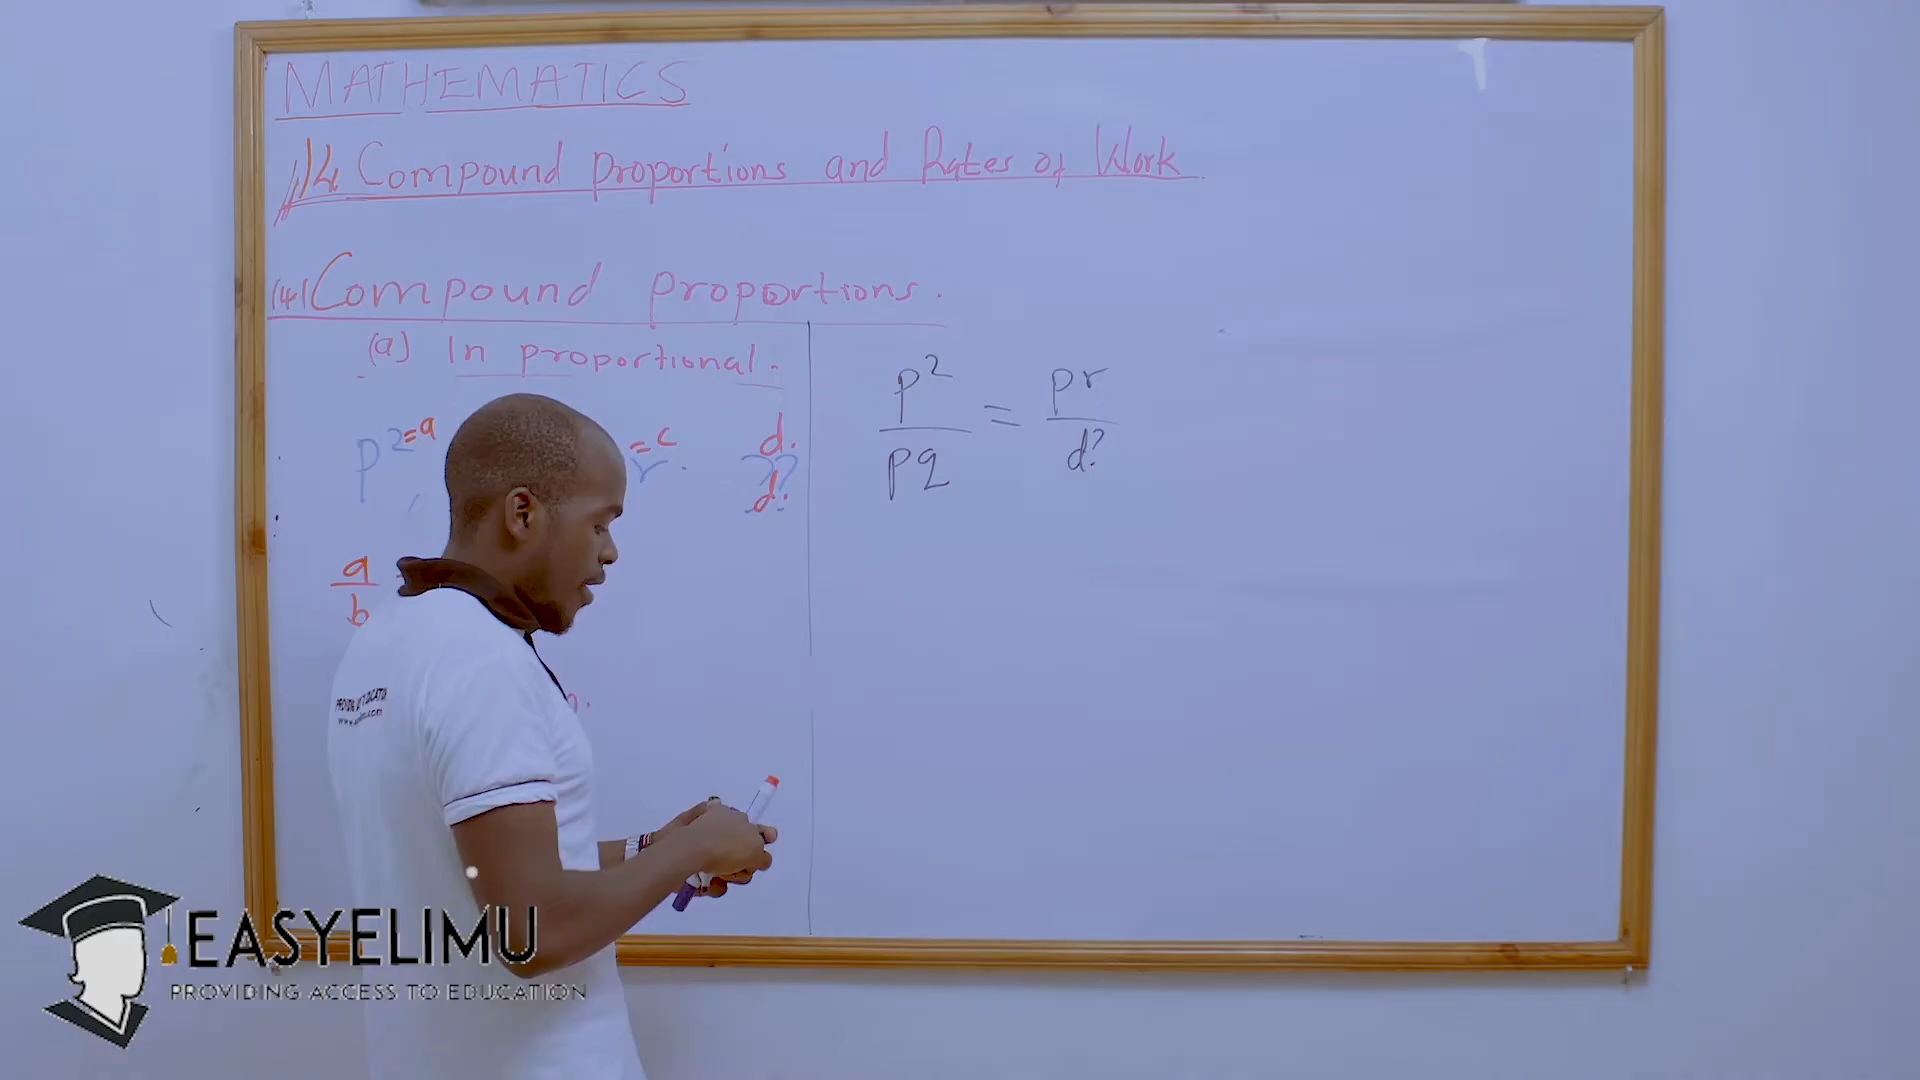 MATHEMATICS
14 Compound proportions and Rates of Work.
14.1 Compound proportions.
(a) In proportional.
p² = a
= c
r.
d.
??
d.
a
b
p²
pq
=
pr
d?
EASYELIMU
PROVIDING ACCESS TO EDUCATION